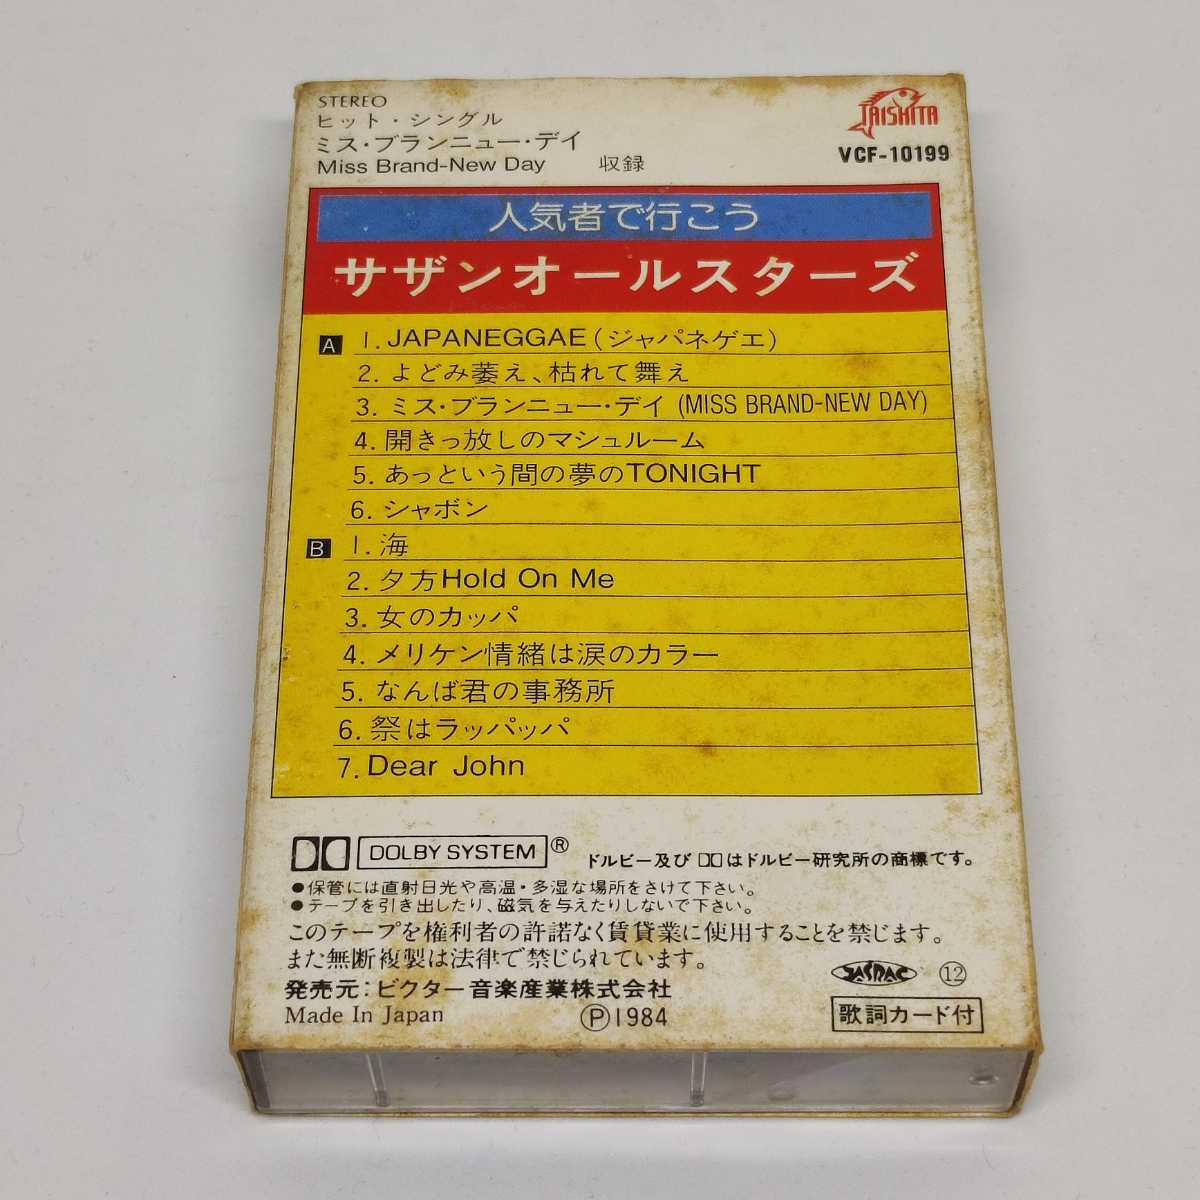 STEREO
ヒット・シングル
ミス・ブランニュー・デイ
Miss Brand-New Day 収録
TAISHITA
VCF-10199
人気者で行こう
サザンオールスターズ
A 1. JAPANEGGAE (ジャパネゲエ)
2. よどみ萎え、枯れて舞え
3. ミス・ブランニュー・デイ (MISS BRAND-NEW DAY)
4. 開きっ放しのマシュルーム
5. あっという間の夢のTONIGHT
6. シャボン
B 1. 海
2. 夕方Hold On Me
3. 女のカッパ
4. メリケン情緒は涙のカラー
5. なんば君の事務所
6. 祭はラッパッパ
7. Dear John
DOLBY SYSTEM ® ドルビー及び はドルビー研究所の商標です。
●保管には直射日光や高温・多湿な場所をさけて下さい。
●テープを引き出したり、磁気を与えたりしないで下さい。
このテープを権利者の許諾なく賃貸業に使用することを禁じます。
また無断複製は法律で禁じられています。
JASRAC ⑫
発売元:ビクター音楽産業株式会社
Made In Japan Ⓟ1984 歌詞カード付